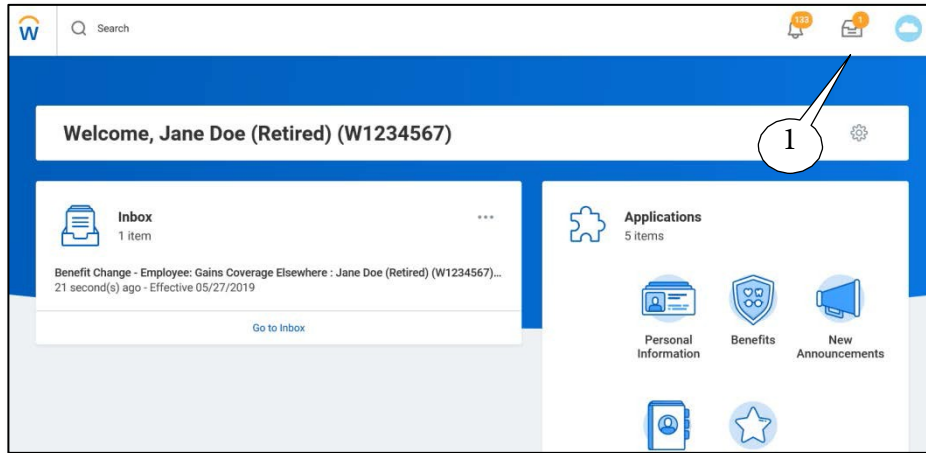 W
Search
133
1
Welcome, Jane Doe (Retired) (W1234567)
1
Inbox
1 item
Benefit Change - Employee: Gains Coverage Elsewhere : Jane Doe (Retired) (W1234567)...
21 second(s) ago - Effective 05/27/2019
Go to Inbox
Applications
5 items
Personal
Information
Benefits
New
Announcements